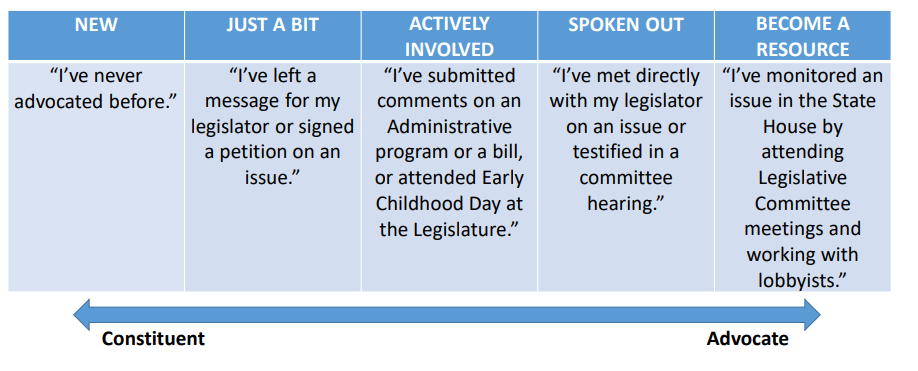 NEW
JUST A BIT
ACTIVELY
INVOLVED
SPOKEN OUT
BECOME A
RESOURCE
“I’ve never
advocated before.”
“I’ve left a
message for my
legislator or signed
a petition on an
issue.”
“I’ve submitted
comments on an
Administrative
program or a bill,
or attended Early
Childhood Day at
the Legislature.”
“I’ve met directly
with my legislator
on an issue or
testified in a
committee
hearing.”
“I’ve monitored an
issue in the State
House by
attending
Legislative
Committee
meetings and
working with
lobbyists.”
Constituent
Advocate